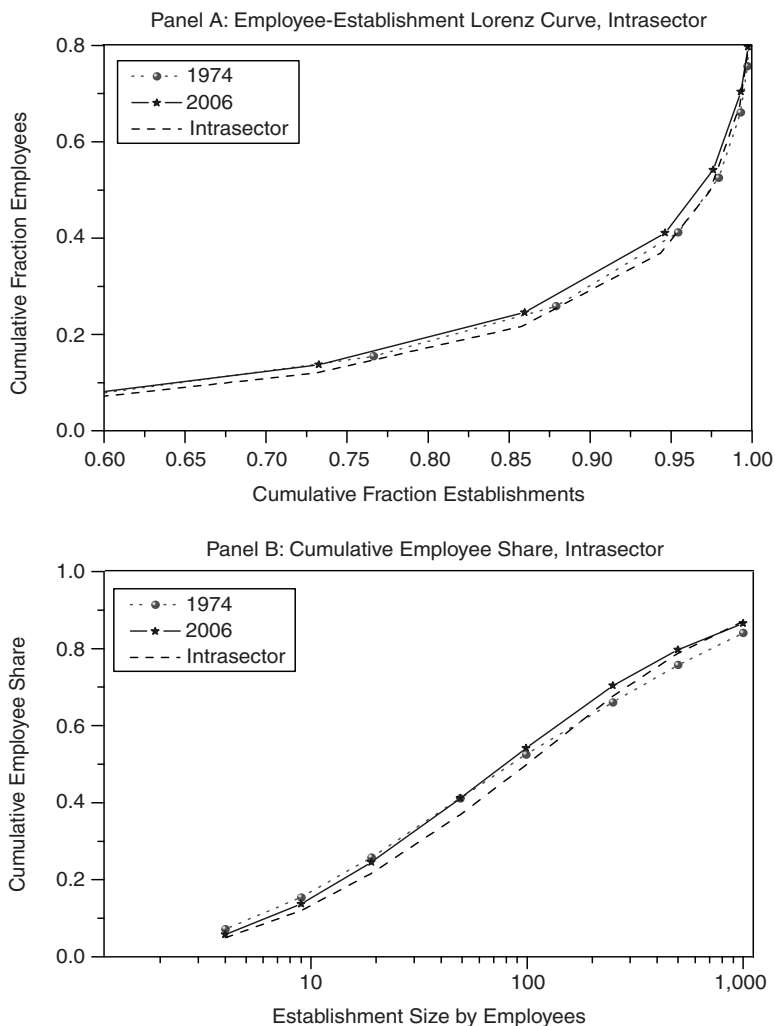 Panel A: Employee-Establishment Lorenz Curve, Intrasector
0.8
1974
2006
Intrasector
0.6
0.4
0.2
0.0
Cumulative Fraction Employees
0.60 0.65 0.70 0.75 0.80 0.85 0.90 0.95 1.00
Cumulative Fraction Establishments
Panel B: Cumulative Employee Share, Intrasector
1.0
1974
2006
Intrasector
0.8
0.6
0.4
0.2
0.0
Cumulative Employee Share
10 100 1,000
Establishment Size by Employees